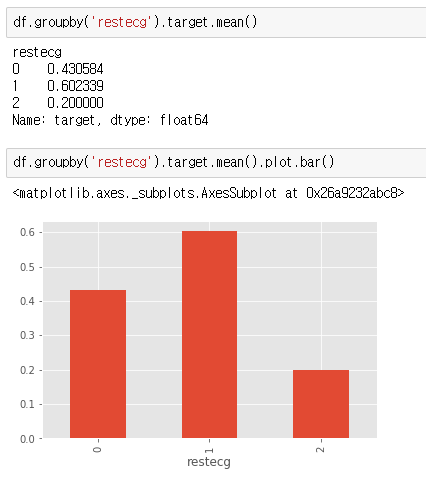 df.groupby('restecg').target.mean()
restecg
0    0.430584
1    0.602339
2    0.200000
Name: target, dtype: float64
df.groupby('restecg').target.mean().plot.bar()
<matplotlib.axes._subplots.AxesSubplot at 0x26a9232abc8>
0.6
0.5
0.4
0.3
0.2
0.1
0.0
0 1 2
restecg